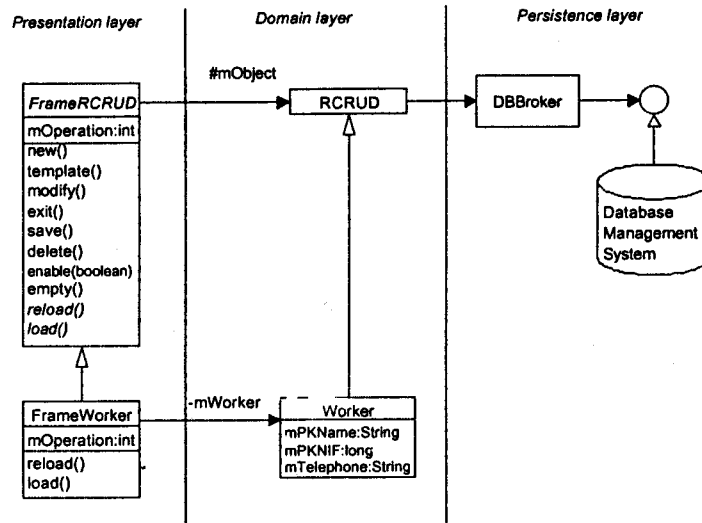 Presentation layer
Domain layer
Persistence layer
#mObject
FrameRCRUD
mOperation:int
new()
template()
modify()
exit()
save()
delete()
enable(boolean)
empty()
reload()
load()
RCRUD
DBBroker
Database
Management
System
FrameWorker
mOperation:int
reload()
load()
-mWorker
Worker
mPKName:String
mPKNIF:long
mTelephone:String